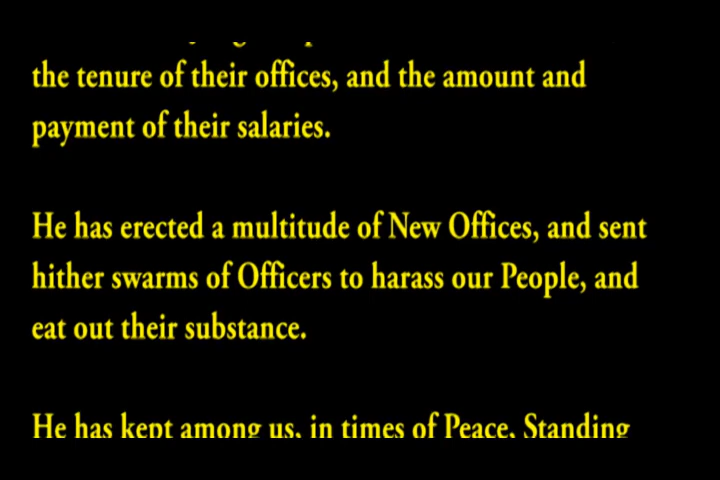 the tenure of their offices, and the amount and
payment of their salaries.
He has erected a multitude of New Offices, and sent
hither swarms of Officers to harass our People, and
eat out their substance.
He has kept among us, in times of Peace, Standing